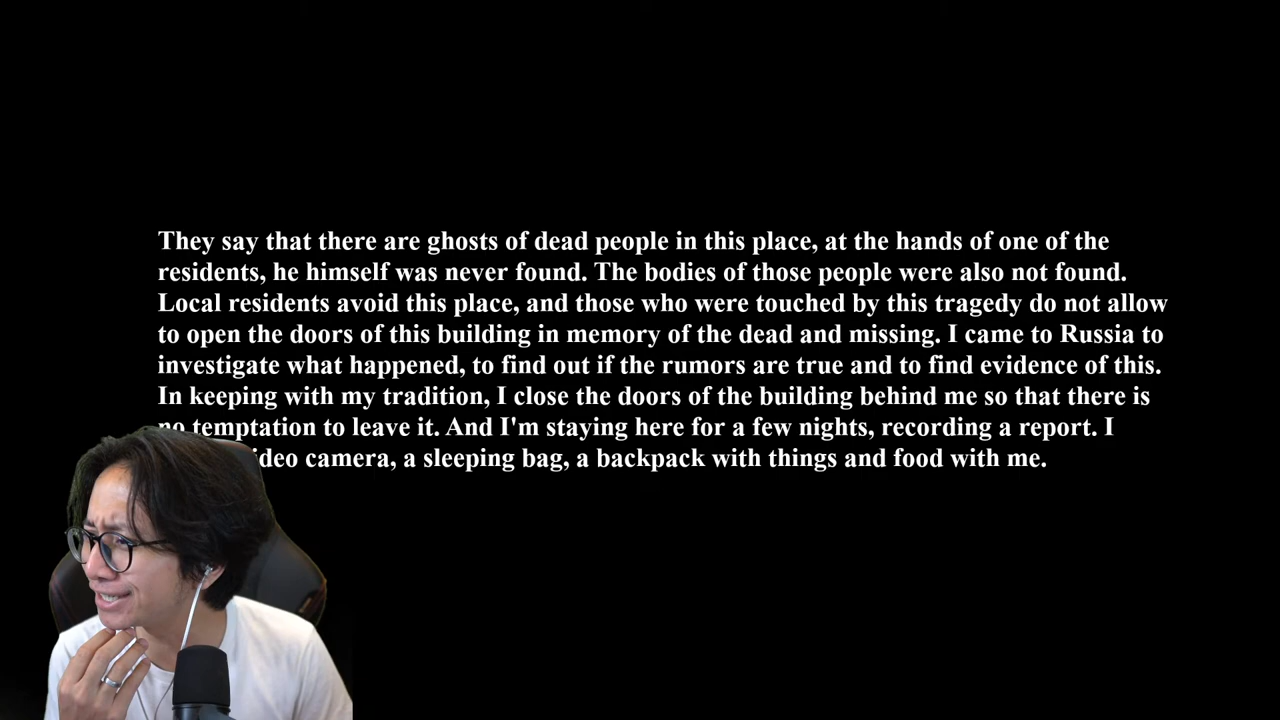 They say that there are ghosts of dead people in this place, at the hands of one of the
residents, he himself was never found. The bodies of those people were also not found.
Local residents avoid this place, and those who were touched by this tragedy do not allow
to open the doors of this building in memory of the dead and missing. I came to Russia to
investigate what happened, to find out if the rumors are true and to find evidence of this.
In keeping with my tradition, I close the doors of the building behind me so that there is
no temptation to leave it. And I'm staying here for a few nights, recording a report. I
camera, a sleeping bag, a backpack with things and food with me.